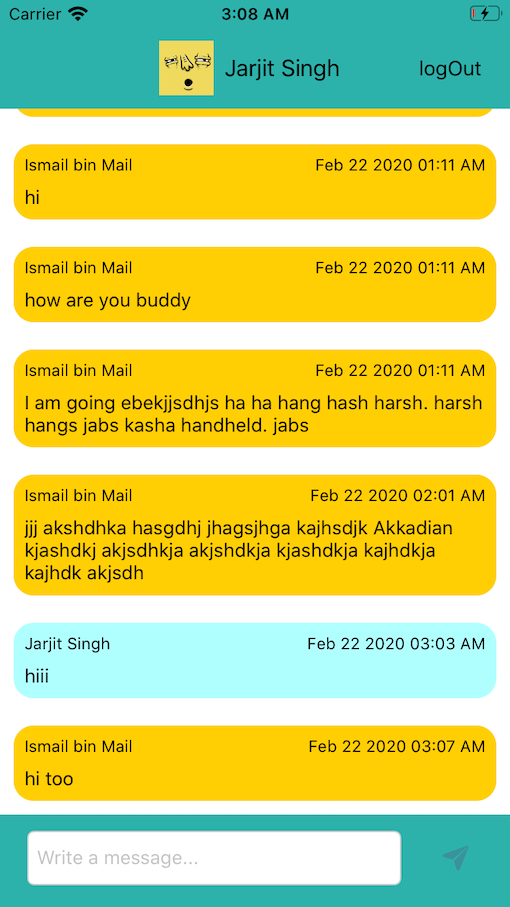 Carrier 3:08 AM
Jarjit Singh logOut
Ismail bin Mail Feb 22 2020 01:11 AM
hi
Ismail bin Mail Feb 22 2020 01:11 AM
how are you buddy
Ismail bin Mail Feb 22 2020 01:11 AM
I am going ebekjjsdhjs ha ha hang hash harsh. harsh
hangs jabs kasha handheld. jabs
Ismail bin Mail Feb 22 2020 02:01 AM
jjj akshdhka hasgdhj jhagsjhga kajhsdjk Akkadian
kjashdkj akjsdhkja akjshdkja kjashdkja kajhdkja
kajhdk akjsdh
Jarjit Singh Feb 22 2020 03:03 AM
hiii
Ismail bin Mail Feb 22 2020 03:07 AM
hi too
Write a message...